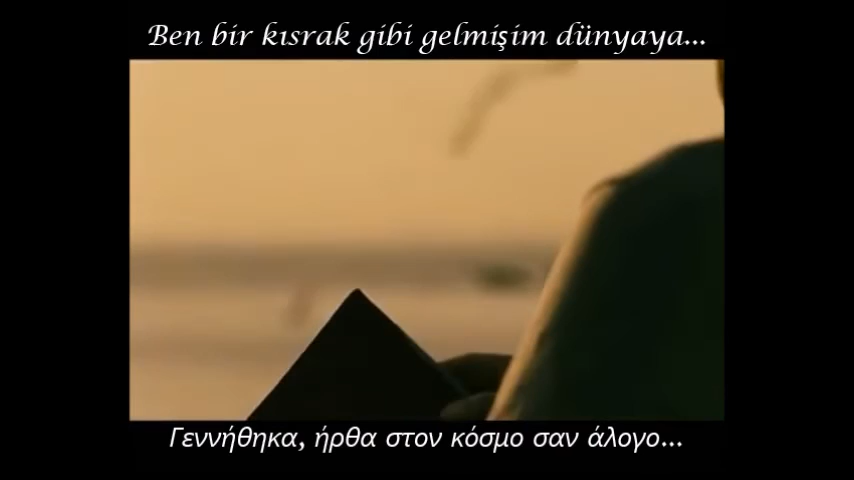 Ben bir kısrak gibi gelmişim dünyaya...
Γεννήθηκα, ήρθα στον κόσμο σαν άλογο...